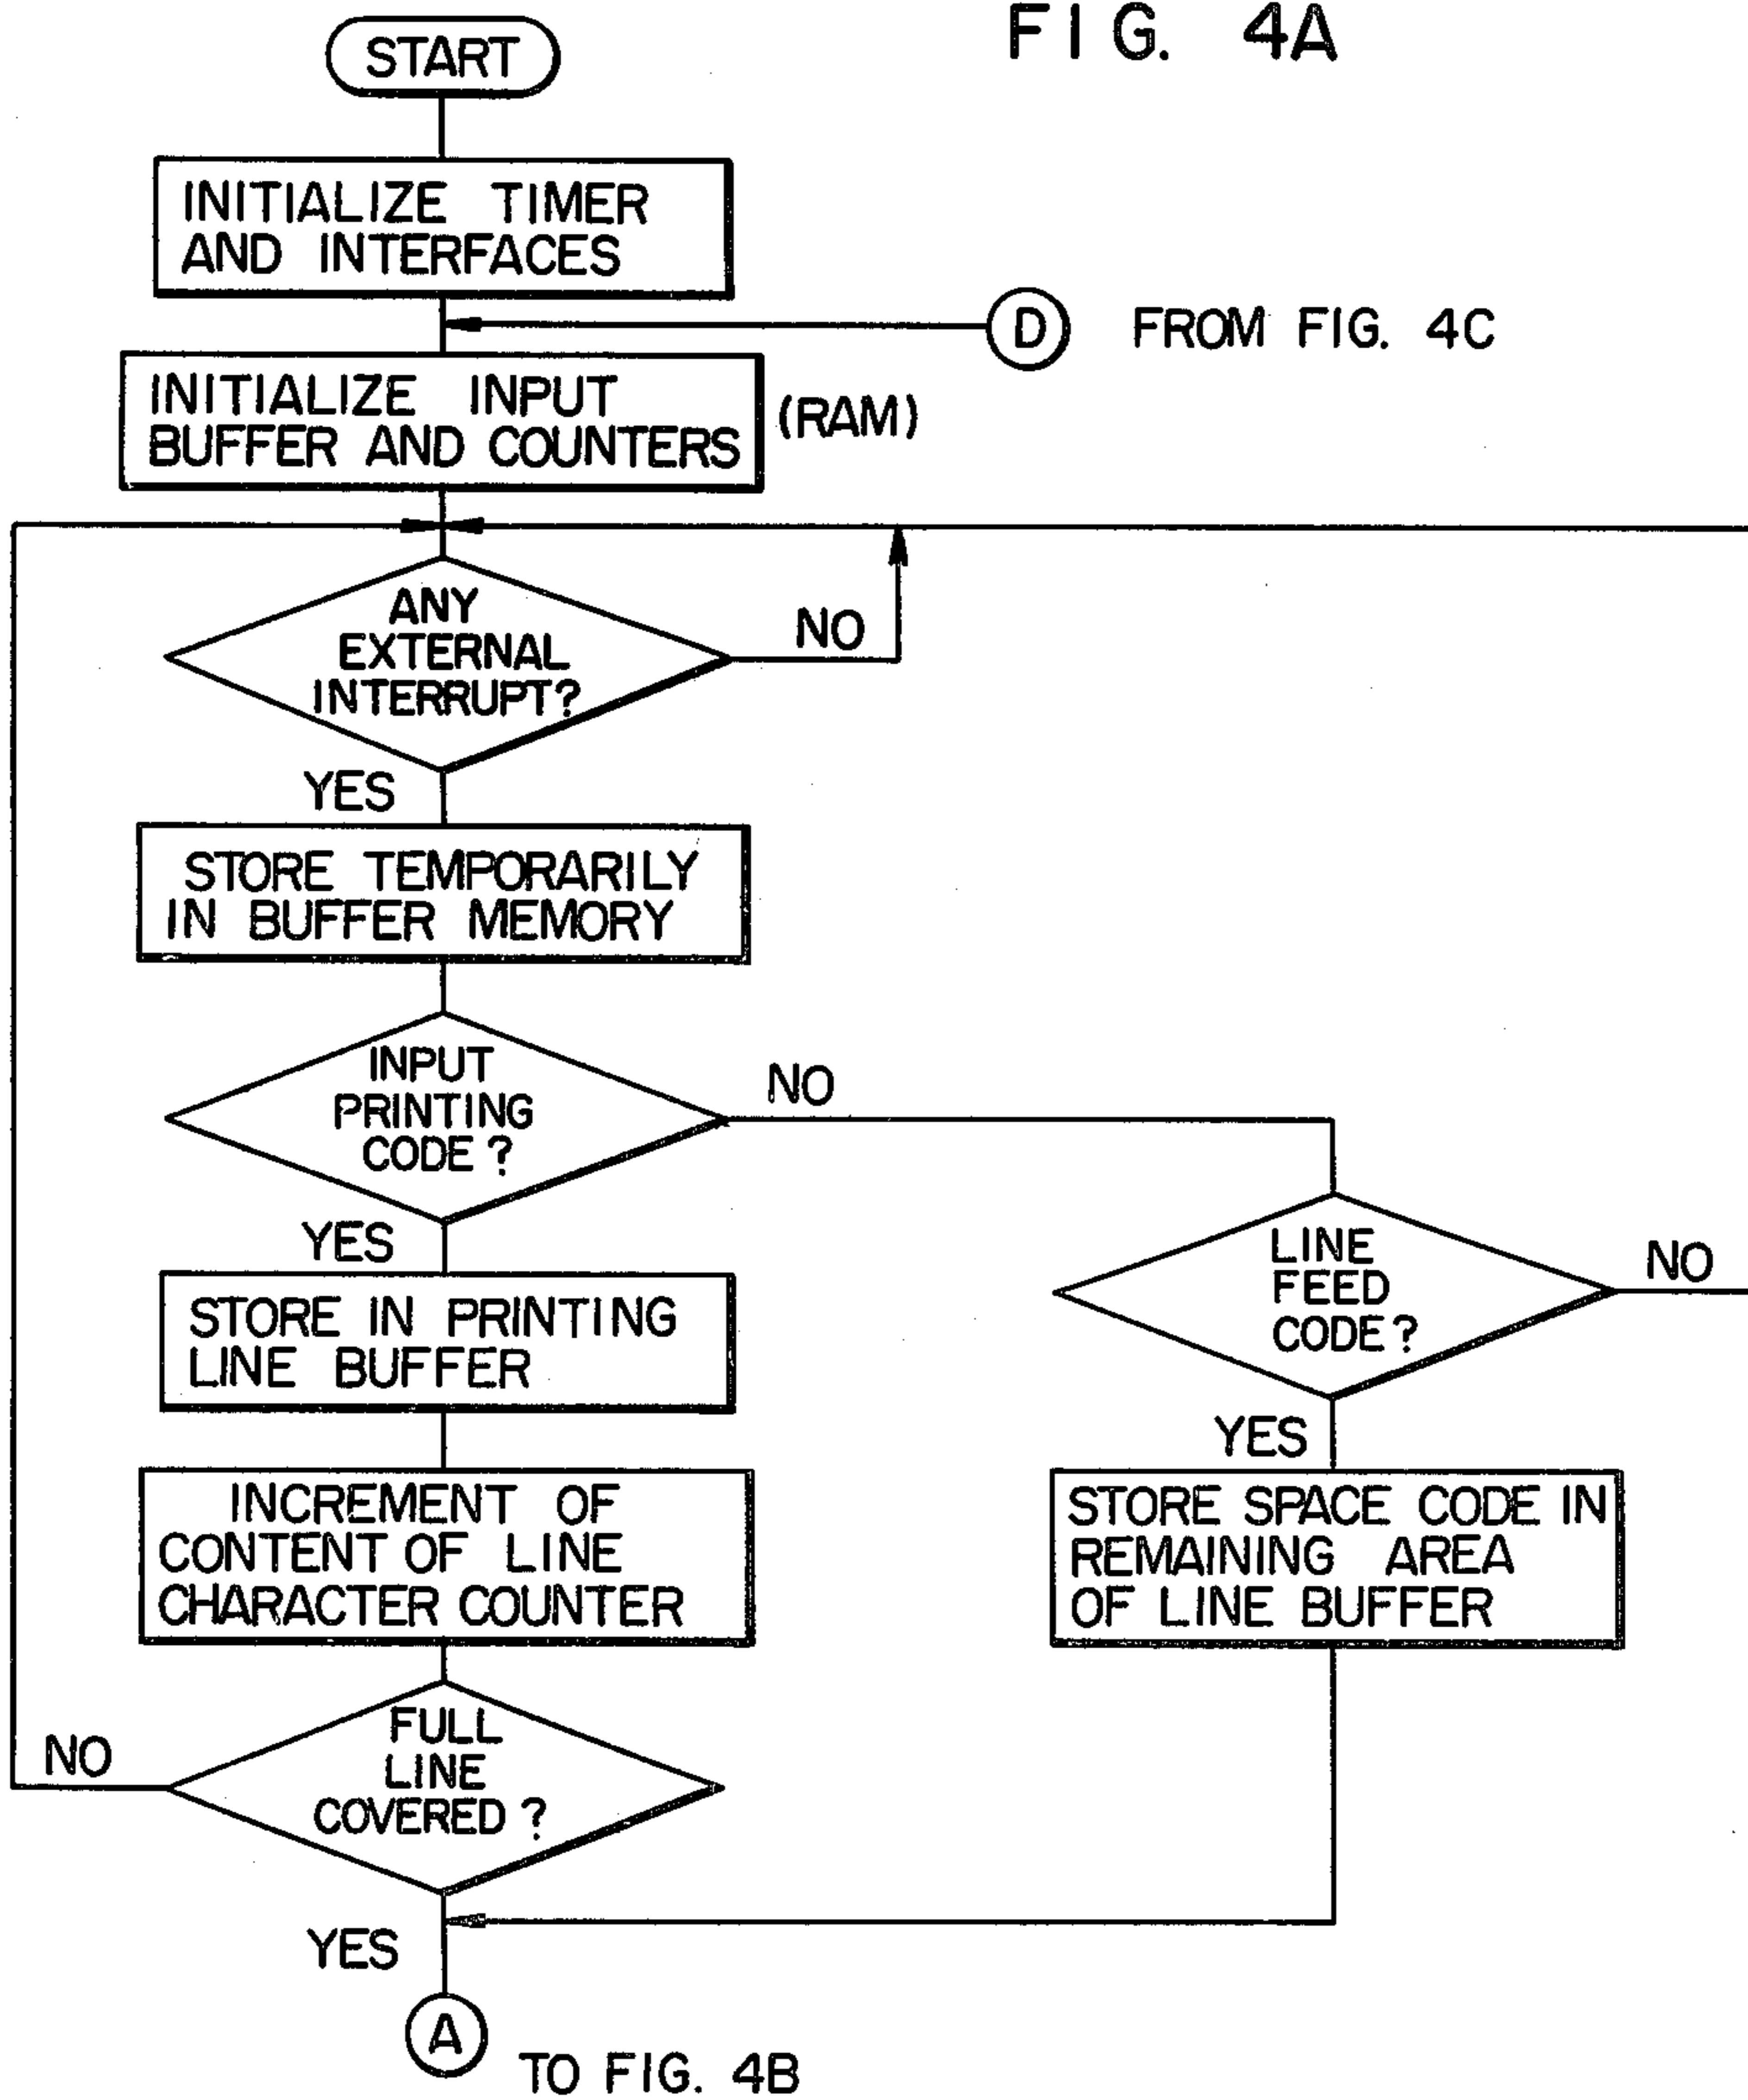 FIG. 4A
START
INITIALIZE TIMER
AND INTERFACES
D FROM FIG. 4C
INITIALIZE INPUT
BUFFER AND COUNTERS
(RAM)
ANY
EXTERNAL
INTERRUPT?
NO
YES
STORE TEMPORARILY
IN BUFFER MEMORY
INPUT
PRINTING
CODE?
NO
YES
LINE
FEED
CODE?
NO
YES
STORE IN PRINTING
LINE BUFFER
INCREMENT OF
CONTENT OF LINE
CHARACTER COUNTER
STORE SPACE CODE IN
REMAINING AREA
OF LINE BUFFER
FULL
LINE
COVERED?
NO
YES
A
TO FIG. 4B